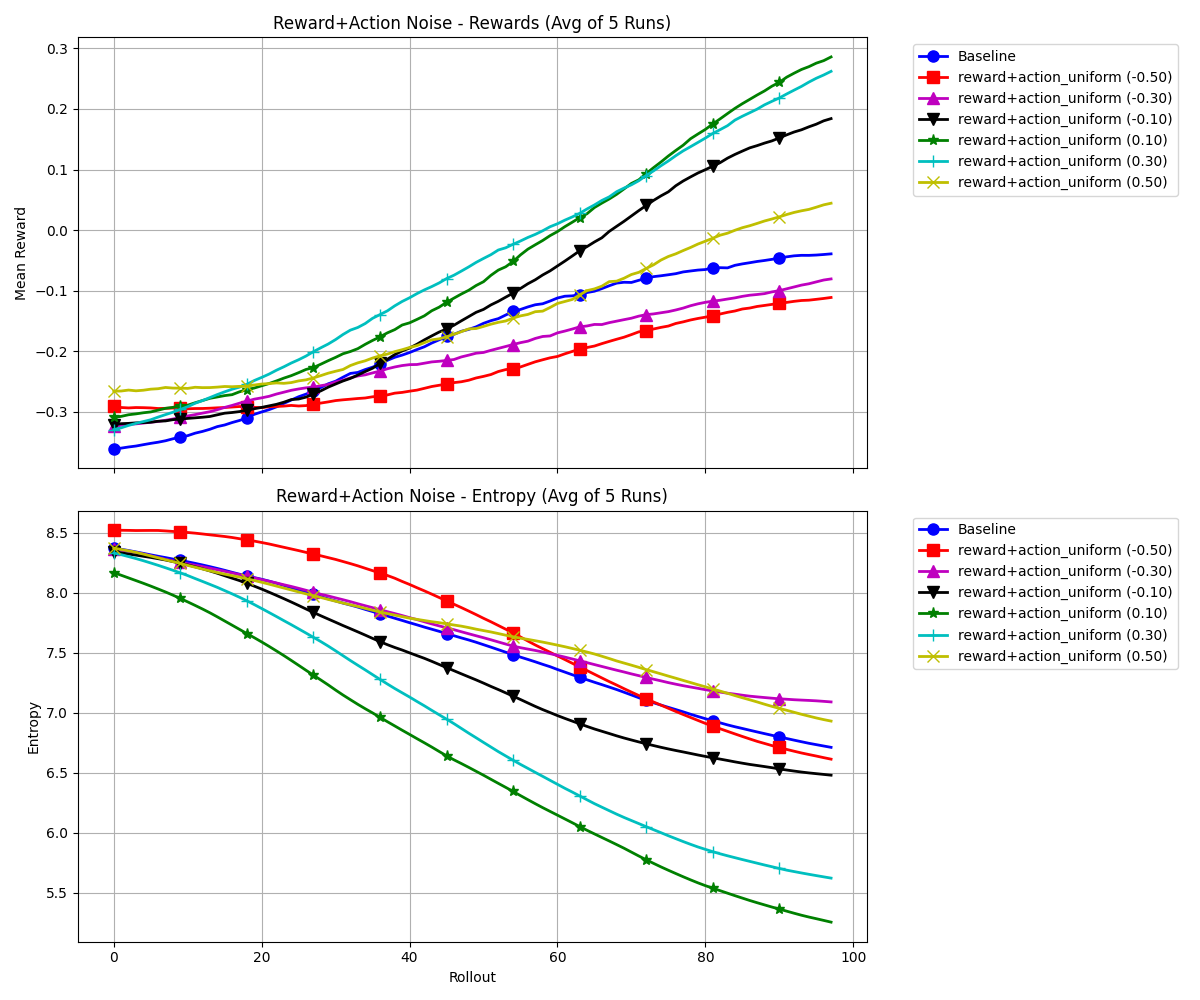 Reward+Action Noise - Rewards (Avg of 5 Runs)
0.3
0.2
0.1
0.0
−0.1
−0.2
−0.3
Mean Reward
Baseline
reward+action_uniform (-0.50)
reward+action_uniform (-0.30)
reward+action_uniform (-0.10)
reward+action_uniform (0.10)
reward+action_uniform (0.30)
reward+action_uniform (0.50)
Reward+Action Noise - Entropy (Avg of 5 Runs)
8.5
8.0
7.5
7.0
6.5
6.0
5.5
Entropy
0 20 40 60 80 100
Rollout
Baseline
reward+action_uniform (-0.50)
reward+action_uniform (-0.30)
reward+action_uniform (-0.10)
reward+action_uniform (0.10)
reward+action_uniform (0.30)
reward+action_uniform (0.50)